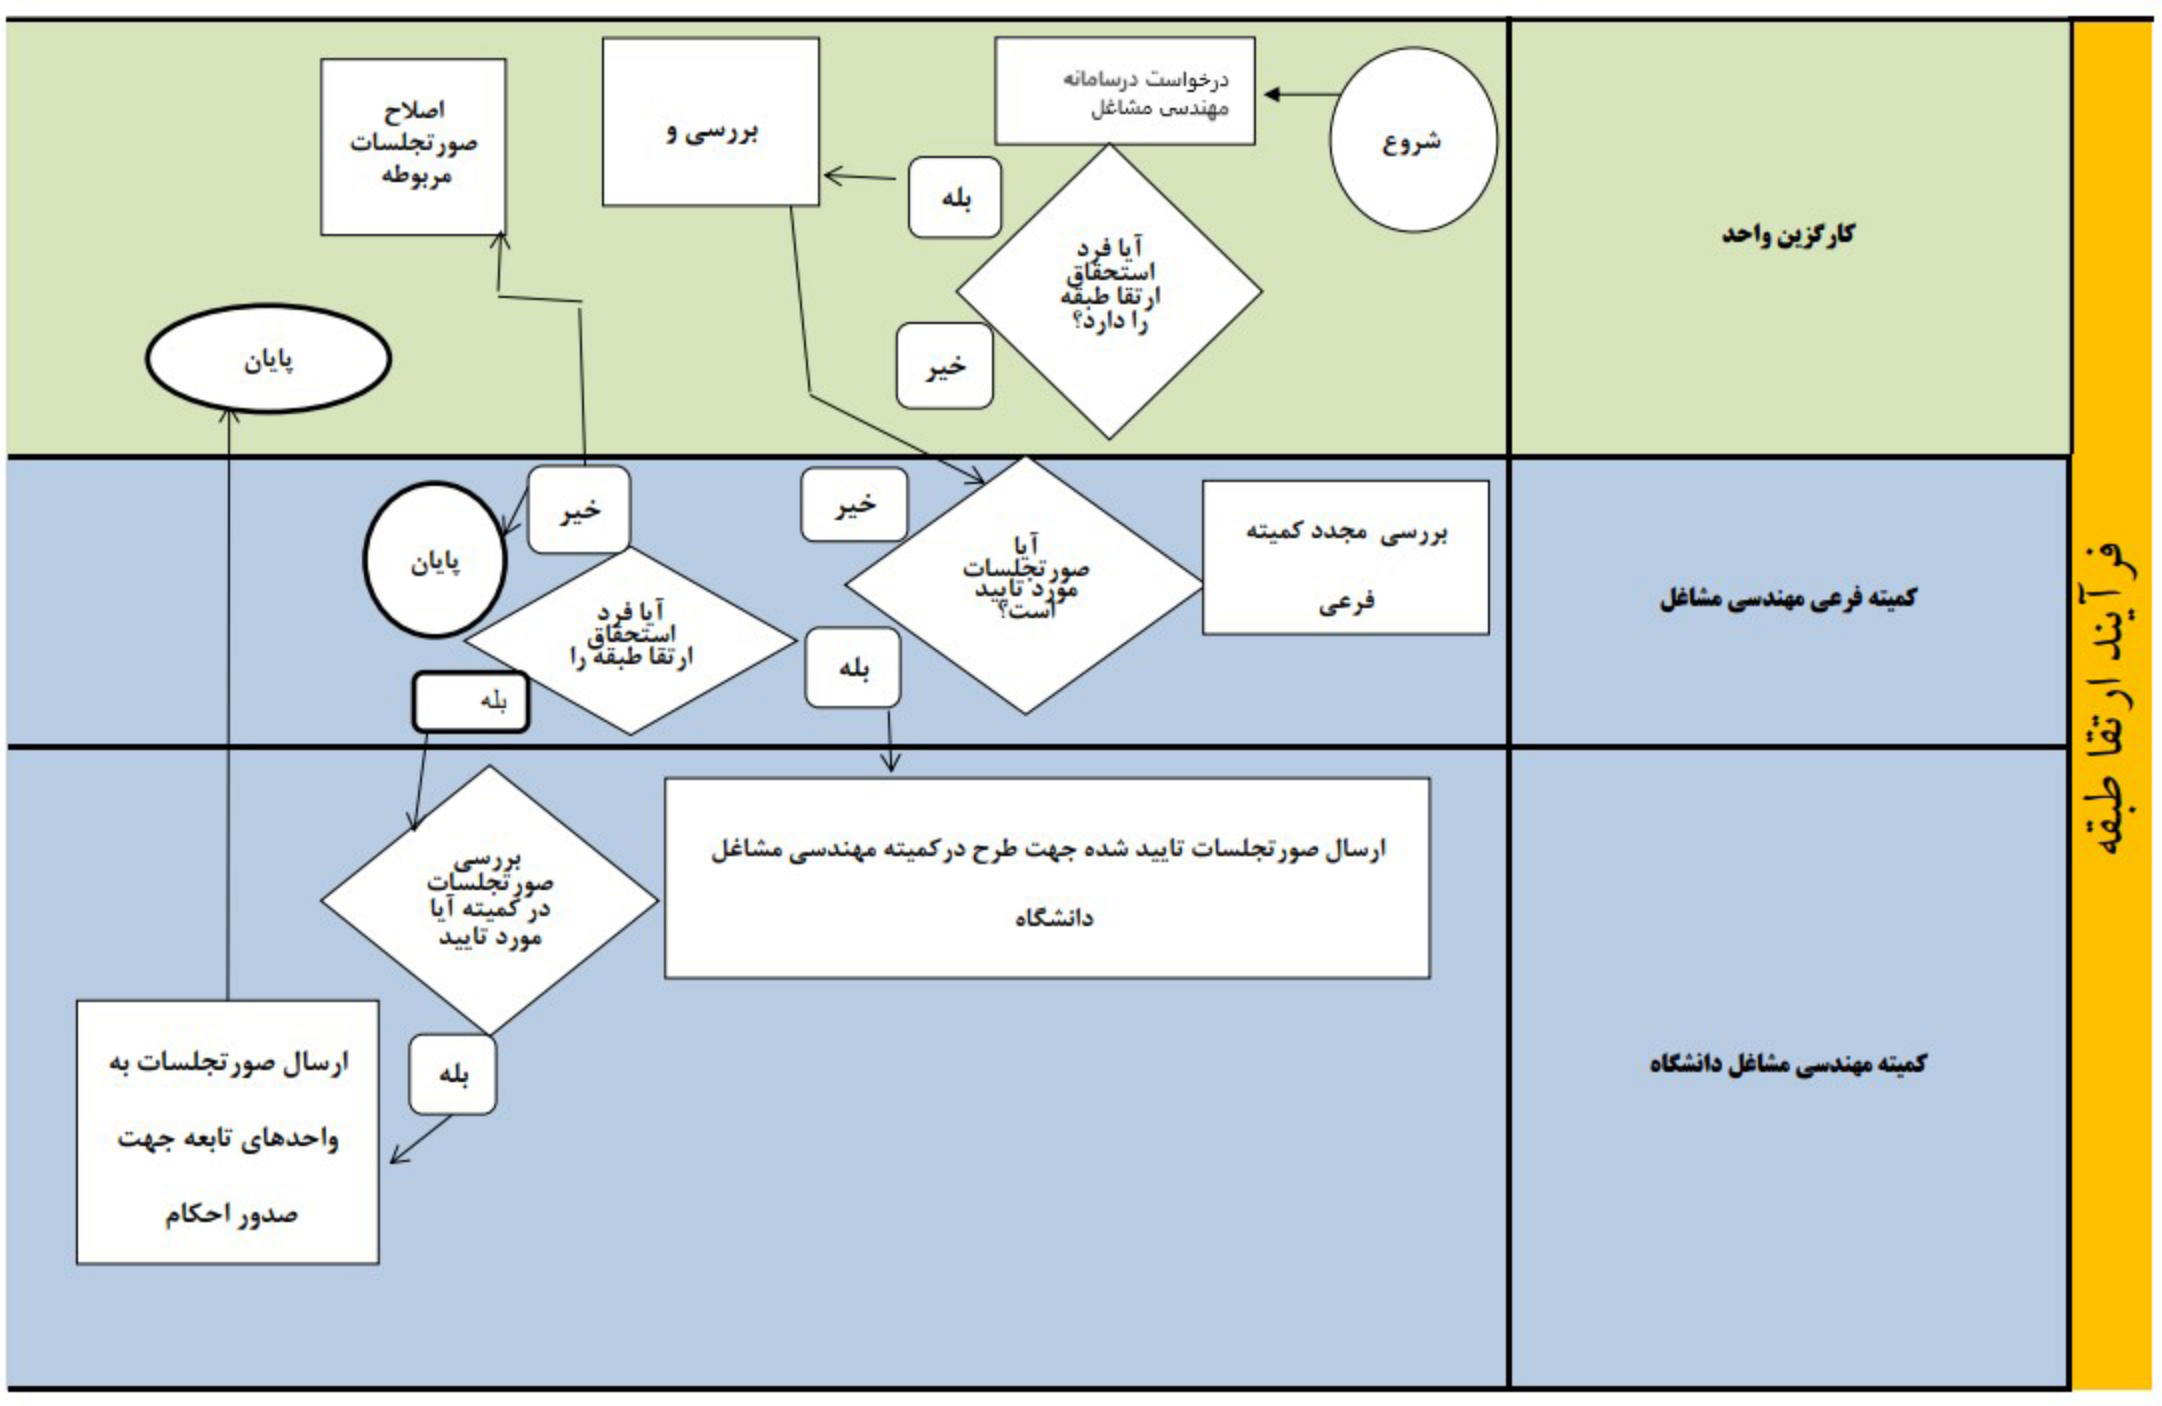 فرآیند ارتقا طبقه
کارگزین واحد
شروع
درخواست درسامانه
مهندسی مشاغل
آیا فرد
استحقاق
ارتقا طبقه
را دارد؟
بله
خیر
بررسی و
اصلاح
صورتجلسات
مربوطه
پایان
کمیته فرعی مهندسی مشاغل
بررسی مجدد کمیته
فرعی
آیا
صورتجلسات
مورد تایید
است؟
خیر
بله
آیا فرد
استحقاق
ارتقا طبقه را
خیر
بله
پایان
کمیته مهندسی مشاغل دانشگاه
ارسال صورتجلسات تایید شده جهت طرح درکمیته مهندسی مشاغل
دانشگاه
بررسی
صورتجلسات
در کمیته آیا
مورد تایید
بله
ارسال صورتجلسات به
واحدهای تابعه جهت
صدور احکام